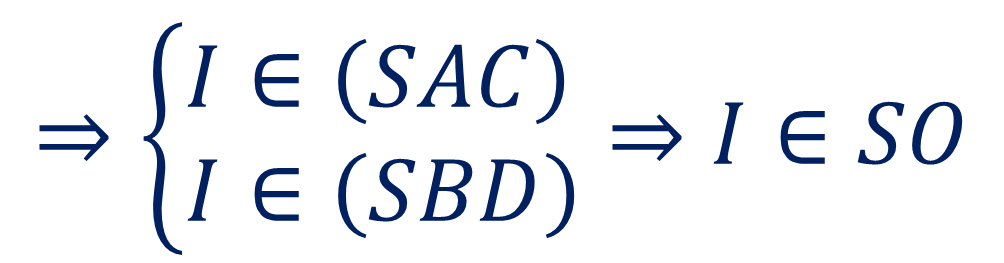 ⇒ { I ∈ (SAC)
I ∈ (SBD) ⇒ I ∈ SO